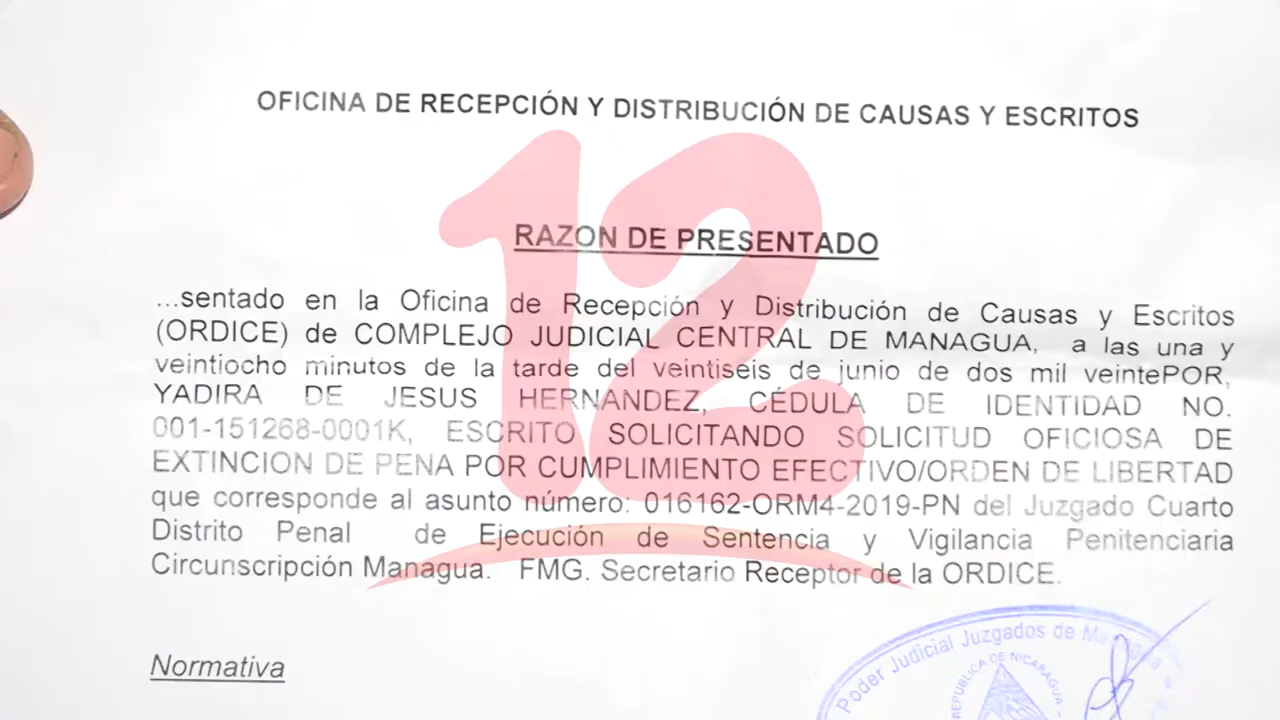 OFICINA DE RECEPCIÓN Y DISTRIBUCIÓN DE CAUSAS Y ESCRITOS
12
RAZON DE PRESENTADO
...sentado en la Oficina de Recepción y Distribución de Causas y Escritos
(ORDICE) de COMPLEJO JUDICIAL CENTRAL DE MANAGUA, a las una y
veintiocho minutos de la tarde del veintiseis de junio de dos mil veintePOR,
YADIRA DE JESUS HERNANDEZ, CÉDULA DE IDENTIDAD NO.
001-151268-0001K, ESCRITO SOLICITANDO SOLICITUD OFICIOSA DE
EXTINCION DE PENA POR CUMPLIMIENTO EFECTIVO/ORDEN DE LIBERTAD
que corresponde al asunto número: 016162-ORM4-2019-PN del Juzgado Cuarto
Distrito Penal de Ejecución de Sentencia y Vigilancia Penitenciaria
Circunscripción Managua. FMG. Secretario Receptor de la ORDICE.
Normativa
Poder Judicial Juzgados de Managua
REPÚBLICA DE NICARAGUA